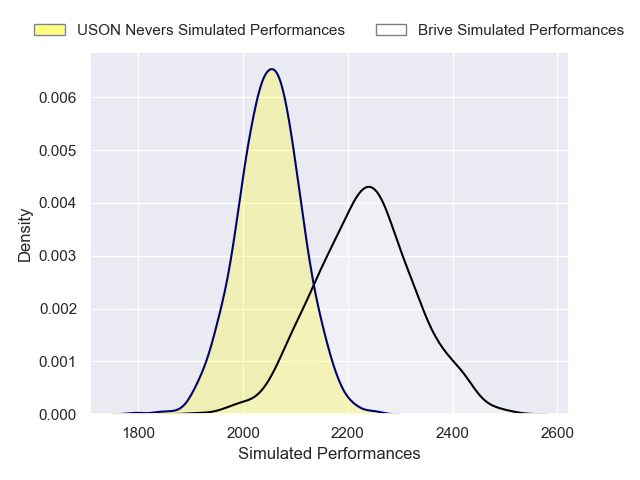 USON Nevers Simulated Performances
Brive Simulated Performances
0.006
0.005
0.004
0.003
0.002
0.001
0.000
Density
1800 2000 2200 2400 2600
Simulated Performances